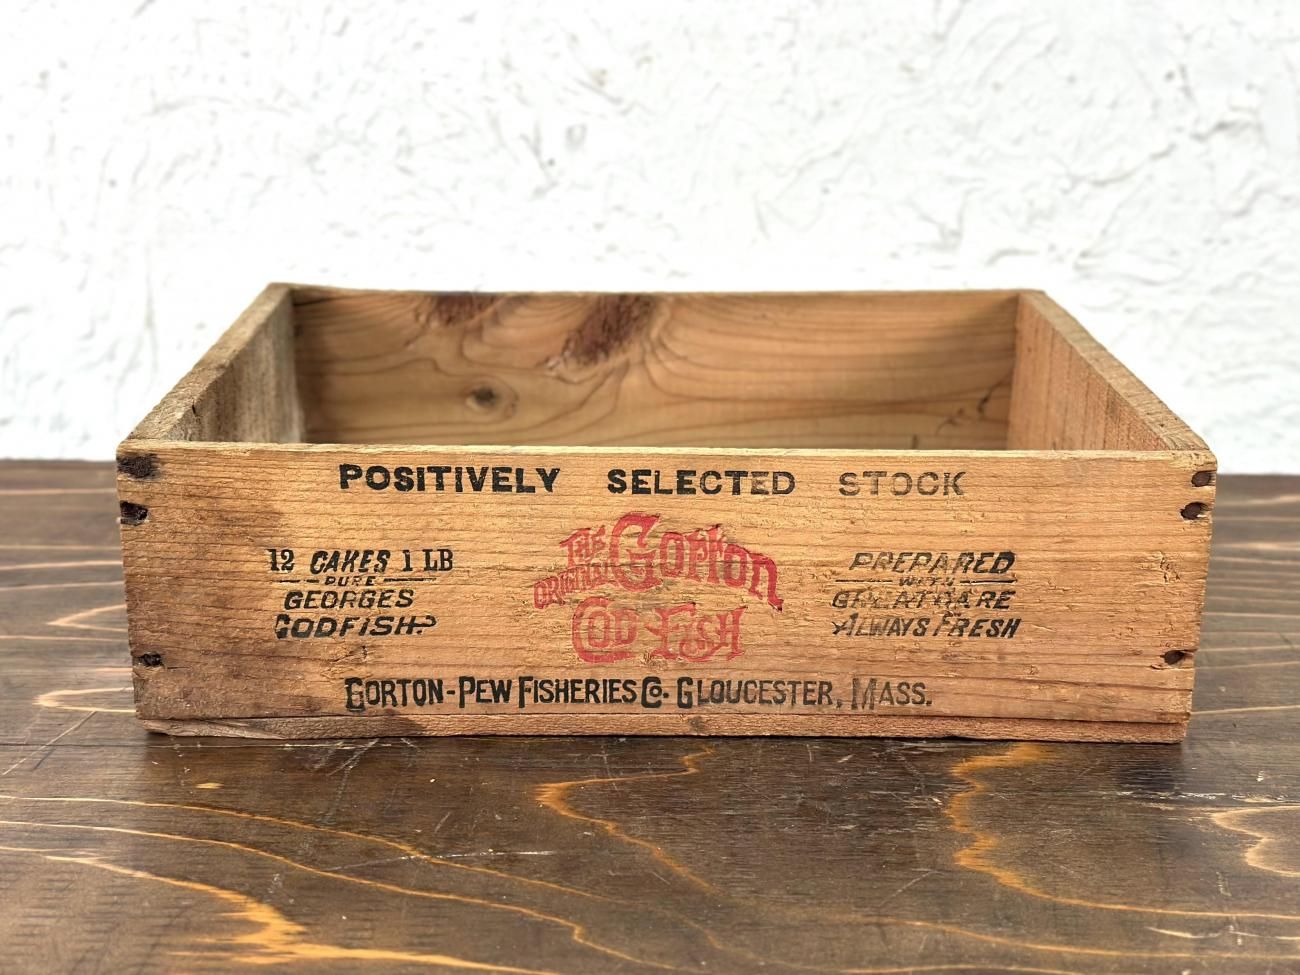 POSITIVELY SELECTED STOCK
12 CAKES 1 LB
PURE
GEORGES
CODFISH
THE
ORIGINAL Gorton
COD FISH
PREPARED
WITH
GREAT CARE
ALWAYS FRESH
GORTON-PEW FISHERIES CO. GLOUCESTER, MASS.